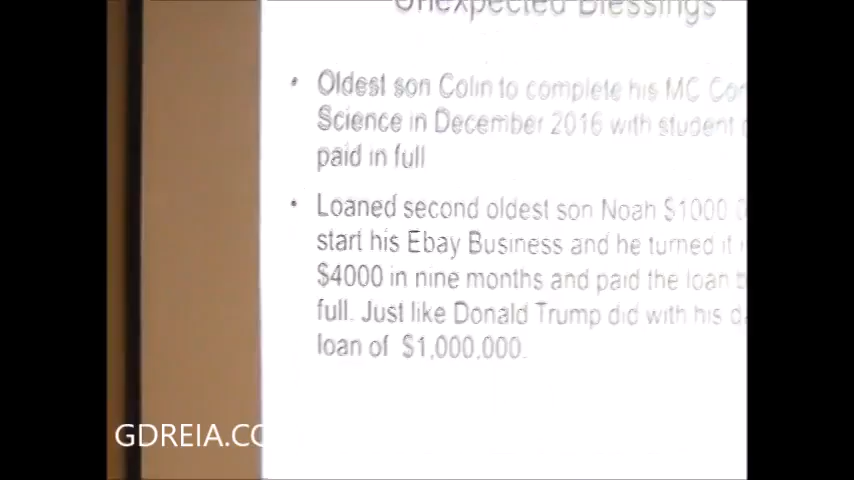 Unexpected Blessings
• Oldest son Colin to complete his MC Com
Science in December 2016 with student
paid in full
• Loaned second oldest son Noah $1000
start his Ebay Business and he turned it
$4000 in nine months and paid the loan b
full. Just like Donald Trump did with his d
loan of $1,000,000.
GDREIA.CO